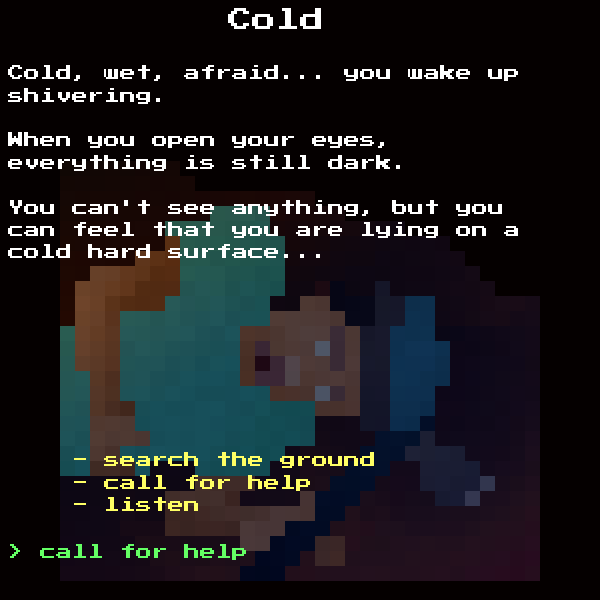 Cold
Cold, wet, afraid... you wake up
shivering.
When you open your eyes,
everything is still dark.
You can't see anything, but you
can feel that you are lying on a
cold hard surface...
- search the ground
- call for help
- listen
> call for help